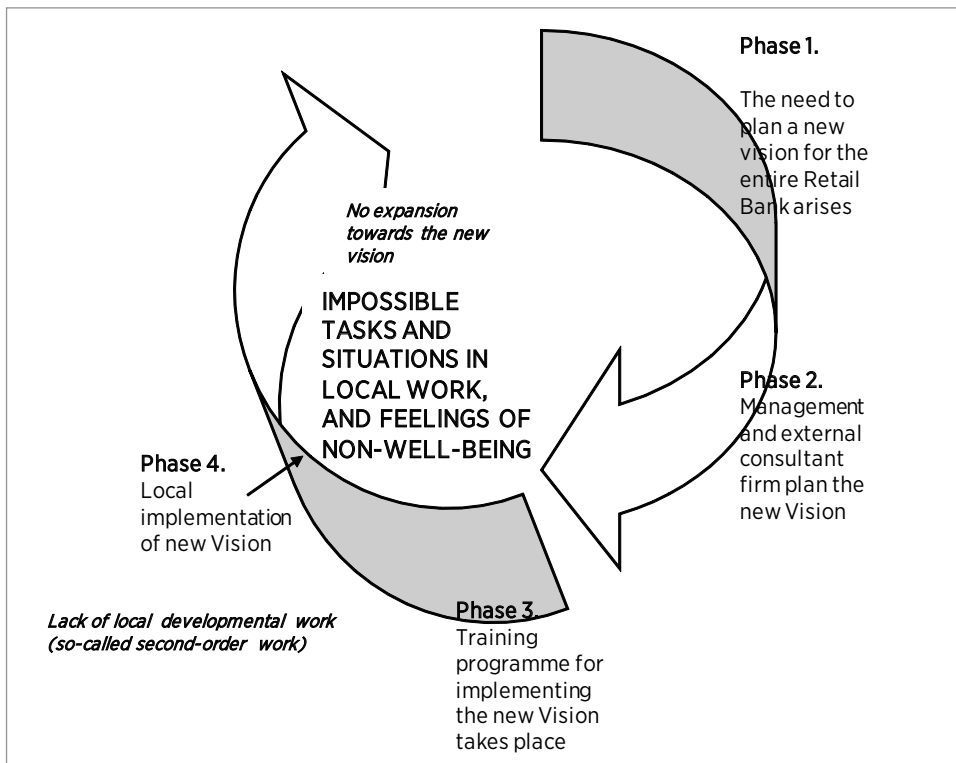 Phase 1.
The need to
plan a new
vision for the
entire Retail
Bank arises
No expansion
towards the new
vision
IMPOSSIBLE
TASKS AND
SITUATIONS IN
LOCAL WORK,
AND FEELINGS OF
NON-WELL-BEING
Phase 2.
Management
and external
consultant
firm plan the
new Vision
Phase 4.
Local
implementation
of new Vision
Lack of local developmental work
(so-called second-order work)
Phase 3.
Training
programme for
implementing
the new Vision
takes place